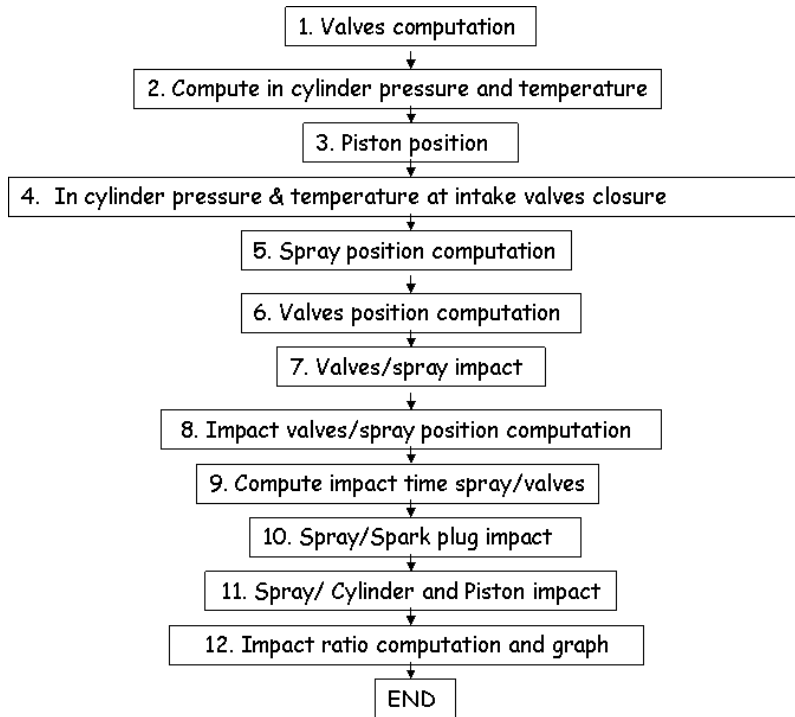 1. Valves computation
2. Compute in cylinder pressure and temperature
3. Piston position
4. In cylinder pressure & temperature at intake valves closure
5. Spray position computation
6. Valves position computation
7. Valves/spray impact
8. Impact valves/spray position computation
9. Compute impact time spray/valves
10. Spray/Spark plug impact
11. Spray/ Cylinder and Piston impact
12. Impact ratio computation and graph
END